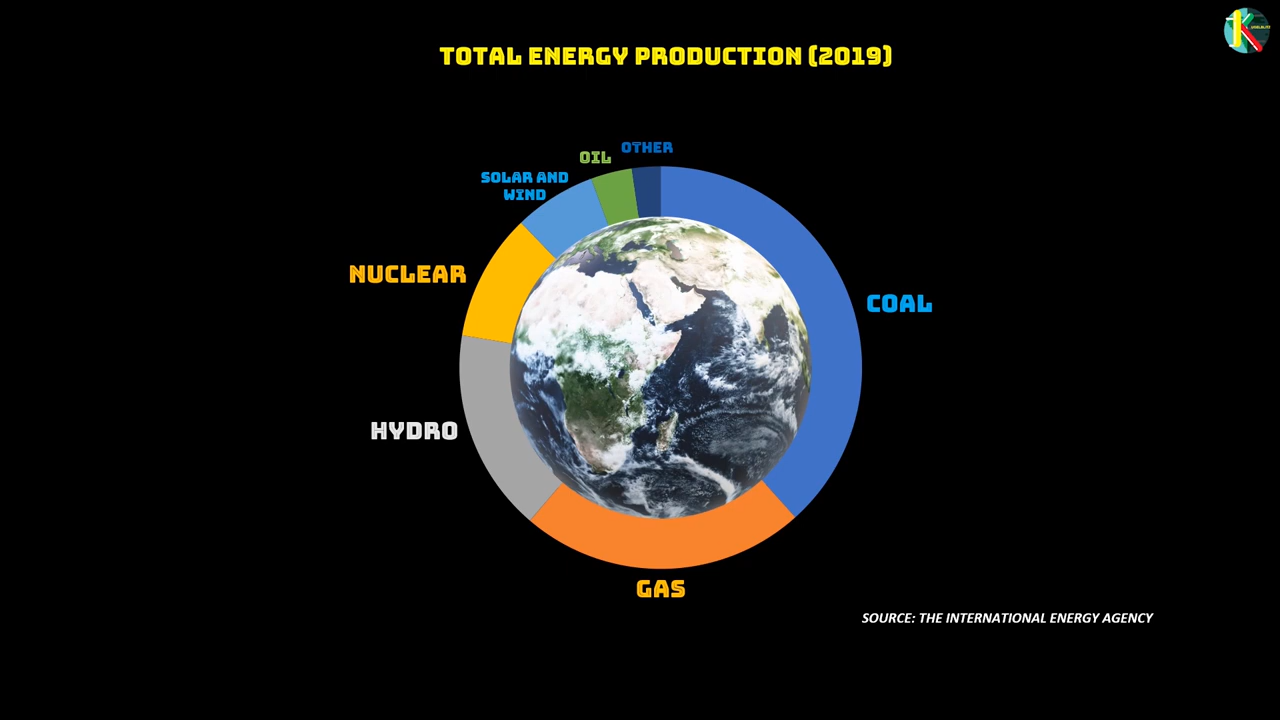 TOTAL ENERGY PRODUCTION (2019)
OTHER
OIL
SOLAR AND
WIND
NUCLEAR
COAL
HYDRO
GAS
SOURCE: THE INTERNATIONAL ENERGY AGENCY
K